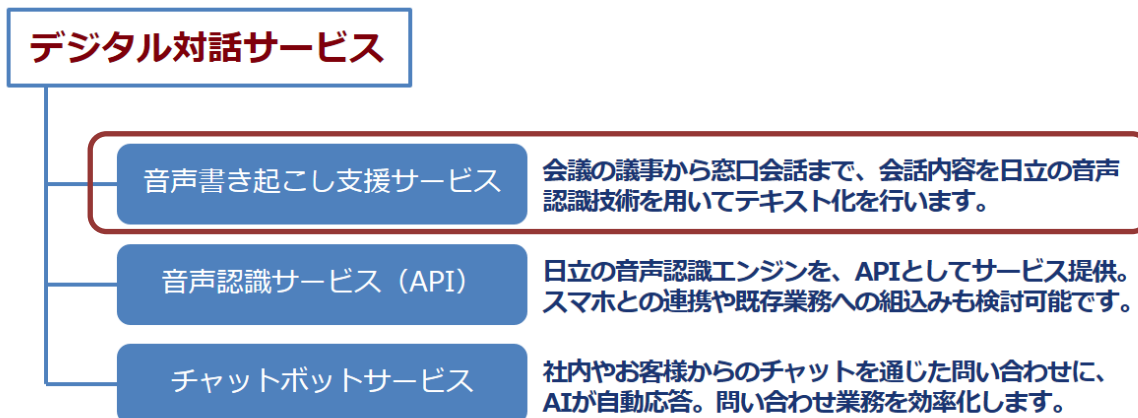 デジタル対話サービス
音声書き起こし支援サービス
会議の議事から窓口会話まで、会話内容を日立の音声
認識技術を用いてテキスト化を行います。
音声認識サービス（API）
日立の音声認識エンジンを、APIとしてサービス提供。
スマホとの連携や既存業務への組込みも検討可能です。
チャットボットサービス
社内やお客様からのチャットを通じた問い合わせに、
AIが自動応答。問い合わせ業務を効率化します。